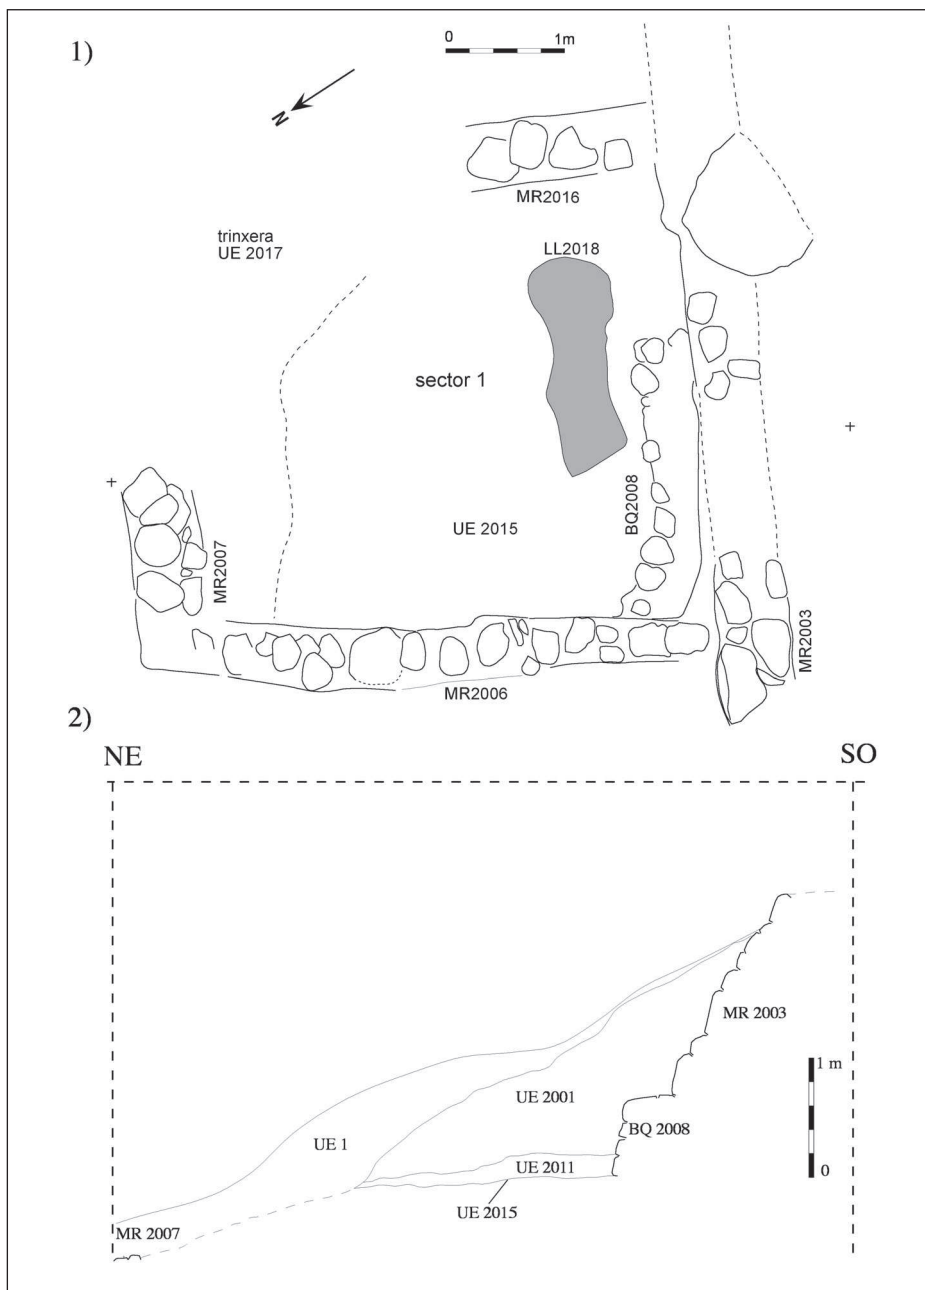 1)
0 1m
N
MR2016
trinxera
UE 2017
LL2018
sector 1
BQ2008
UE 2015
MR2007
MR2003
MR2006
2)
NE SO
MR 2003
1 m
UE 2001
BQ 2008
UE 1
UE 2011
0
UE 2015
MR 2007